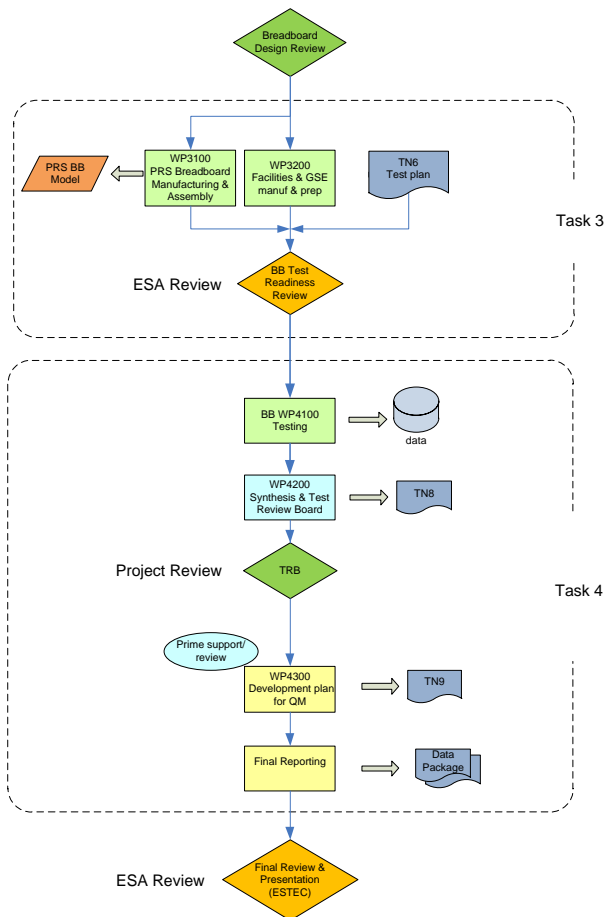 Breadboard
Design Review
PRS BB
Model
WP3100
PRS Breadboard
Manufacturing &
Assembly
WP3200
Facilities & GSE
manuf & prep
TN6
Test plan
Task 3
ESA Review
BB Test
Readiness
Review
BB WP4100
Testing
data
WP4200
Synthesis & Test
Review Board
TN8
Project Review
TRB
Task 4
Prime support/
review
WP4300
Development plan
for QM
TN9
Final Reporting
Data
Package
ESA Review
Final Review &
Presentation
(ESTEC)